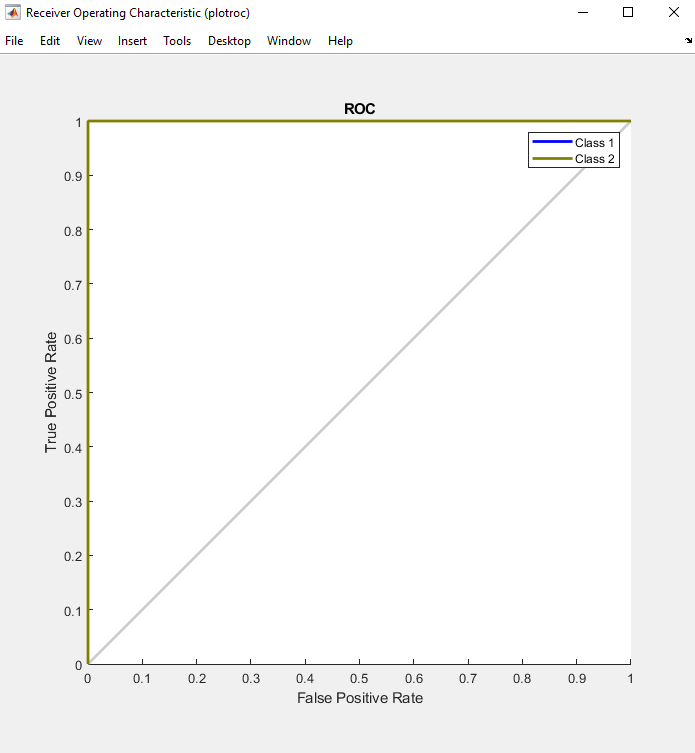 Receiver Operating Characteristic (plotroc)
File Edit View Insert Tools Desktop Window Help
ROC
Class 1
Class 2
True Positive Rate
1
0.9
0.8
0.7
0.6
0.5
0.4
0.3
0.2
0.1
0
0 0.1 0.2 0.3 0.4 0.5 0.6 0.7 0.8 0.9 1
False Positive Rate